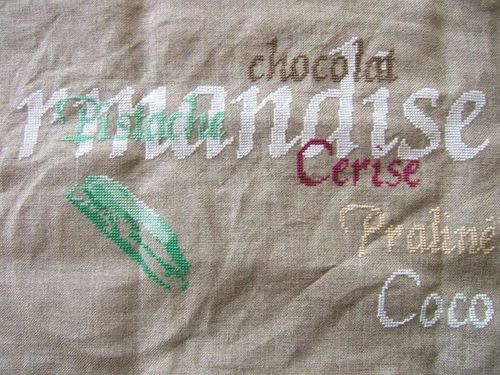 chocolat
rmandise
Pistache
Cerise
Praliné
Coco